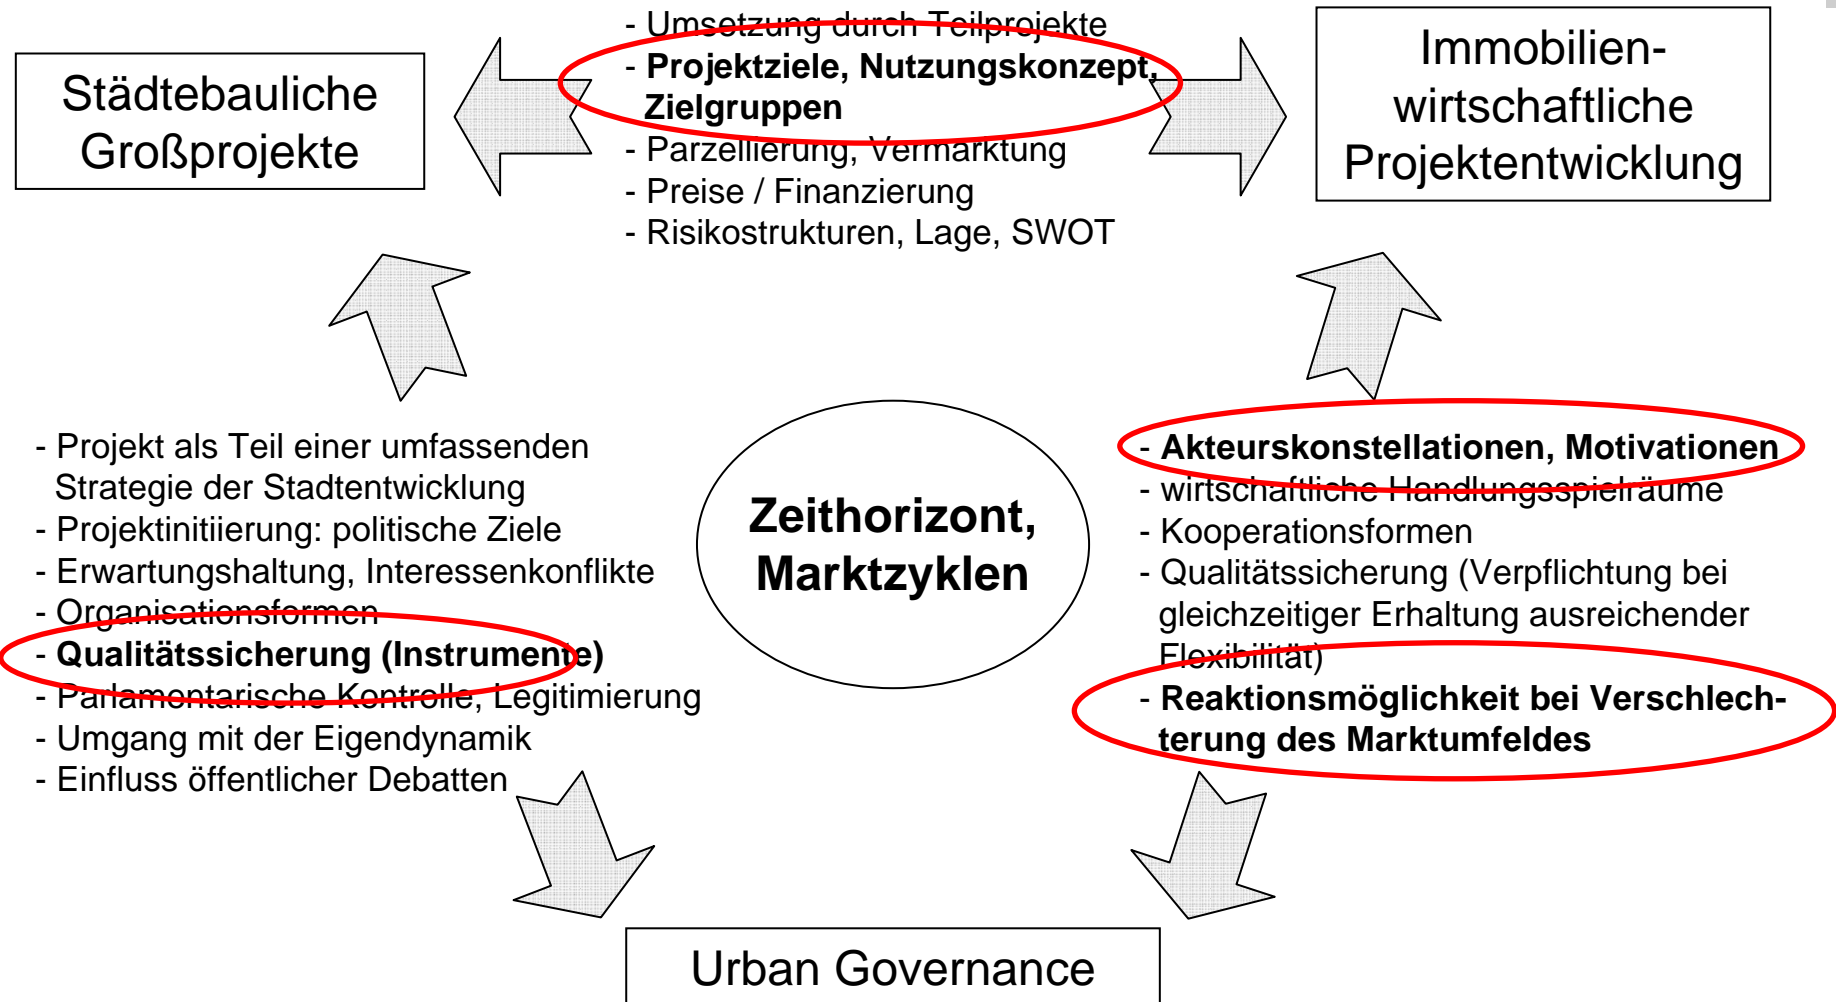 Städtebauliche
Großprojekte
- Umsetzung durch Teilprojekte
- Projektziele, Nutzungskonzept,
Zielgruppen
- Parzellierung, Vermarktung
- Preise / Finanzierung
- Risikostrukturen, Lage, SWOT
Immobilien-
wirtschaftliche
Projektentwicklung
- Projekt als Teil einer umfassenden
Strategie der Stadtentwicklung
- Projektinitiierung: politische Ziele
- Erwartungshaltung, Interessenkonflikte
- Organisationsformen
- Qualitätssicherung (Instrumente)
- Parlamentarische Kontrolle, Legitimierung
- Umgang mit der Eigendynamik
- Einfluss öffentlicher Debatten
Zeithorizont,
Marktzyklen
- Akteurskonstellationen, Motivationen
- wirtschaftliche Handlungsspielräume
- Kooperationsformen
- Qualitätssicherung (Verpflichtung bei
gleichzeitiger Erhaltung ausreichender
Flexibilität)
- Reaktionsmöglichkeit bei Verschlech-
terung des Marktumfeldes
Urban Governance